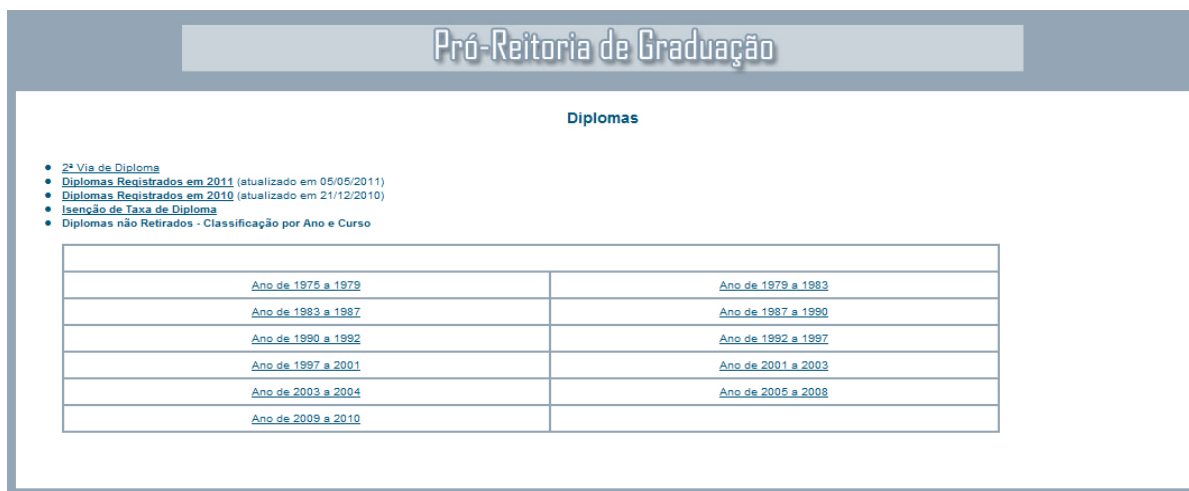 Pró-Reitoria de Graduação
Diplomas
2ª Via de Diploma
Diplomas Registrados em 2011 (atualizado em 05/05/2011)
Diplomas Registrados em 2010 (atualizado em 21/12/2010)
Isenção de Taxa de Diploma
Diplomas não Retirados - Classificação por Ano e Curso
Ano de 1975 a 1979 Ano de 1979 a 1983
Ano de 1983 a 1987 Ano de 1987 a 1990
Ano de 1990 a 1992 Ano de 1992 a 1997
Ano de 1997 a 2001 Ano de 2001 a 2003
Ano de 2003 a 2004 Ano de 2005 a 2008
Ano de 2009 a 2010